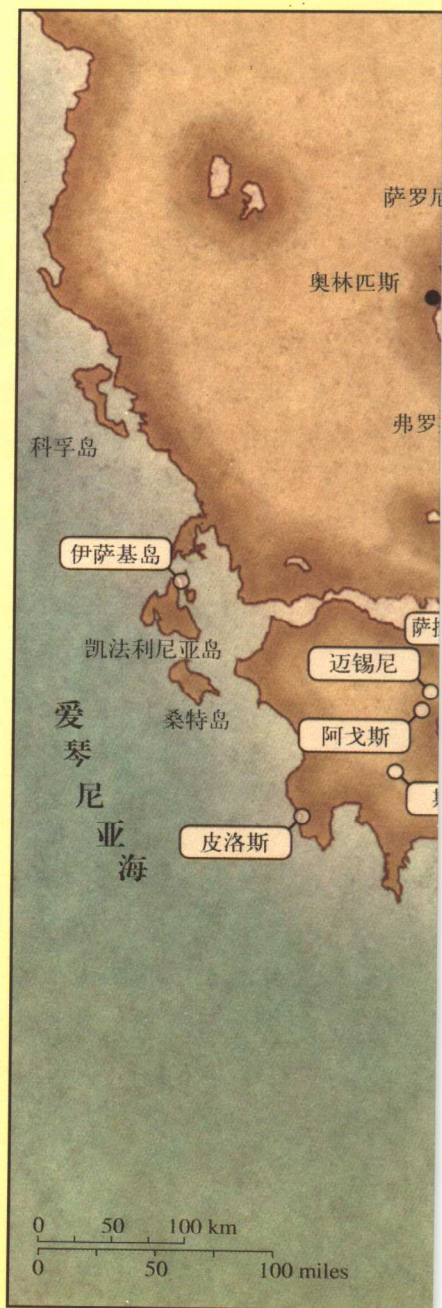 萨罗
奥林匹斯
弗罗
科孚岛
伊萨基岛
凯法利尼亚岛
萨
迈锡尼
桑特岛
阿戈斯
爱琴尼亚海
皮洛斯
0 50 100 km
0 50 100 miles